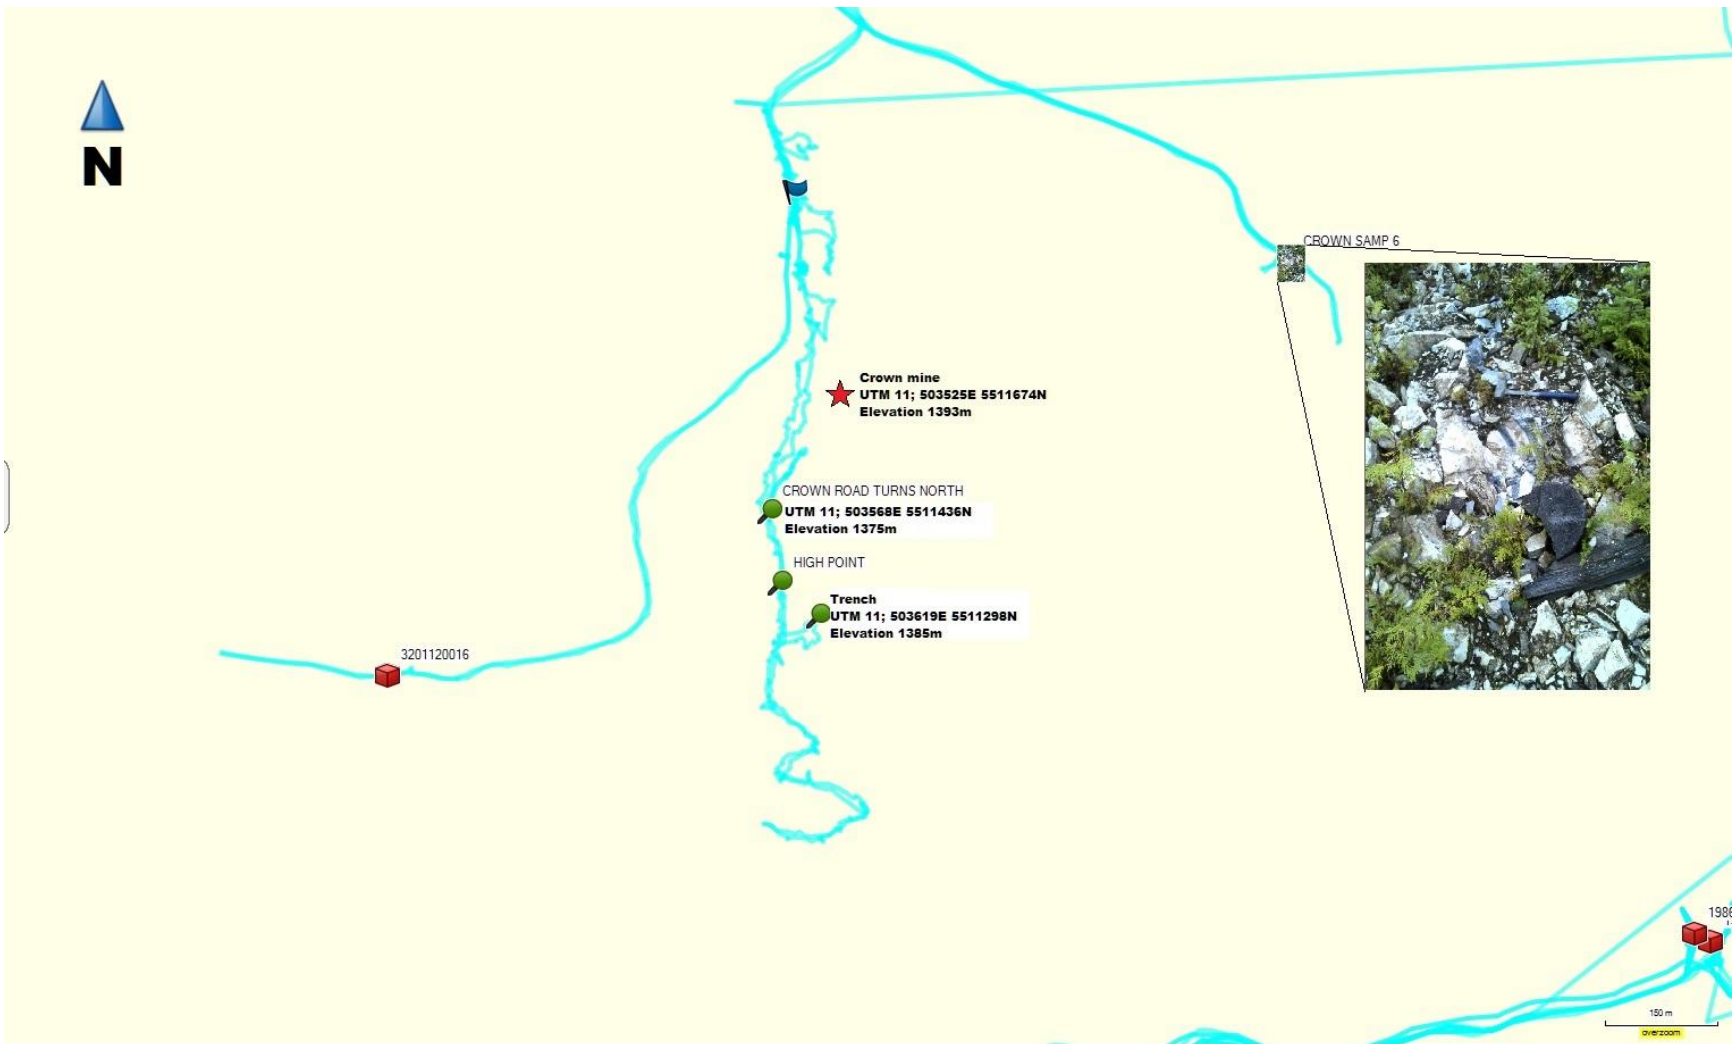 N
CROWN SAMP 6
Crown mine
UTM 11; 503525E 5511674N
Elevation 1393m
CROWN ROAD TURNS NORTH
UTM 11; 503568E 5511436N
Elevation 1375m
HIGH POINT
Trench
UTM 11; 503619E 5511298N
Elevation 1385m
3201120016
198
150 m
overzoom